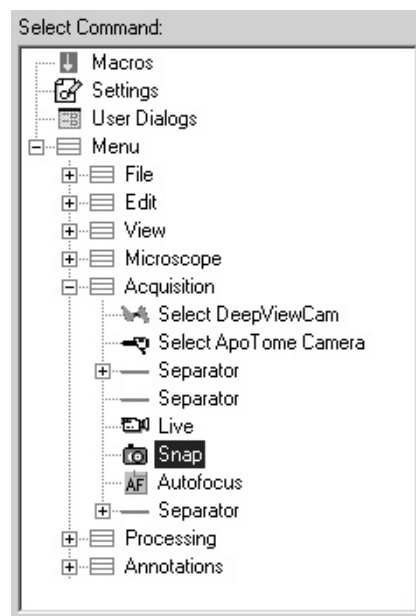 Select Command:
Macros
Settings
User Dialogs
Menu
File
Edit
View
Microscope
Acquisition
Select DeepViewCam
Select ApoTome Camera
Separator
Separator
Live
Snap
AF Autofocus
Separator
Processing
Annotations